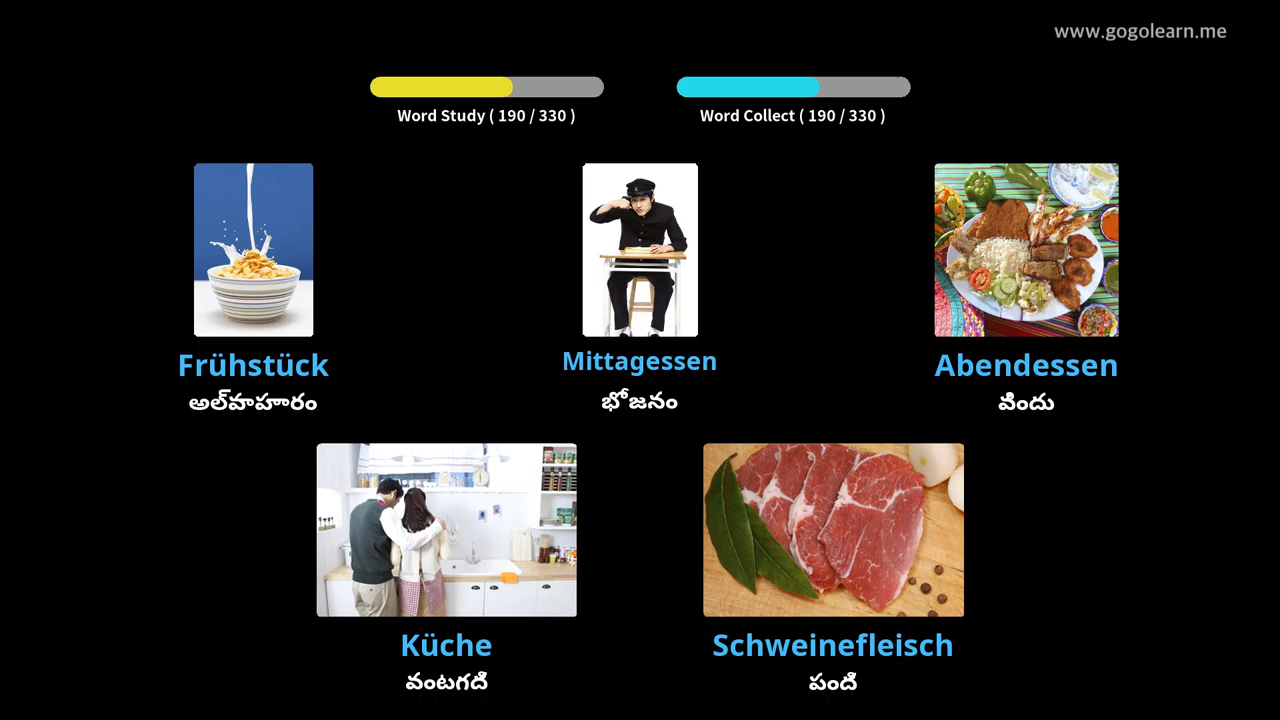 www.gogolearn.me
Word Study ( 190 / 330 )
Word Collect ( 190 / 330 )
Frühstück
అల్పాహారం
Mittagessen
భోజనం
Abendessen
విందు
Küche
వంటగది
Schweinefleisch
పంది